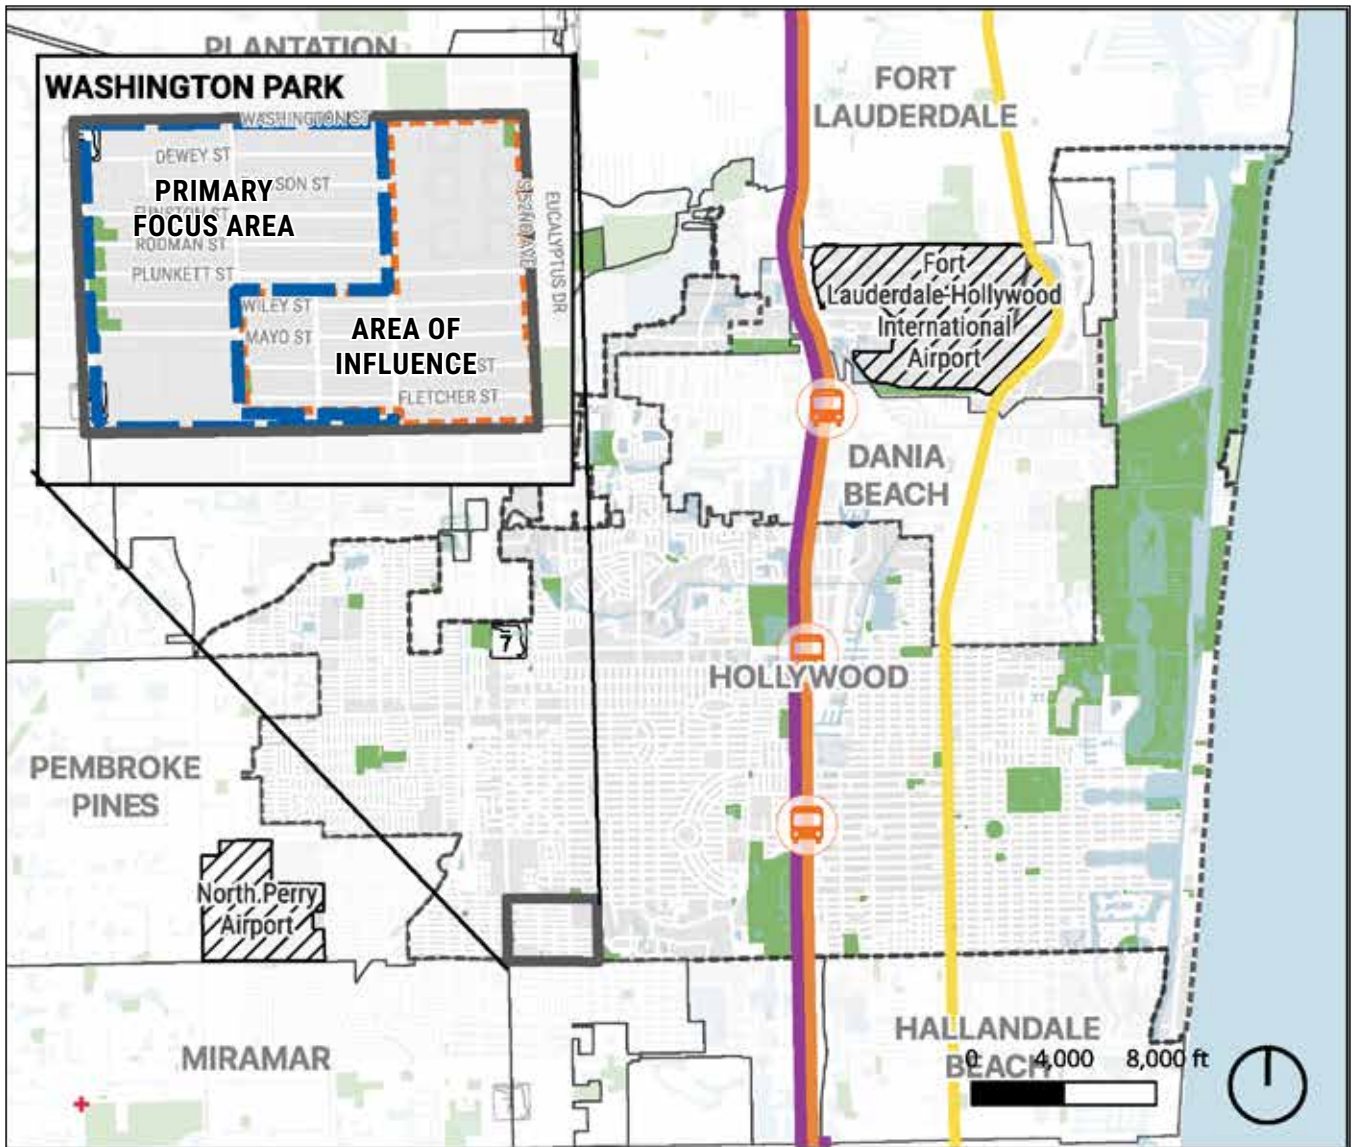 PLANTATION
WASHINGTON PARK
WASHINGTON ST
DEWEY ST
SON ST
PRIMARY
FOCUS AREA
FUNSTON ST
RODMAN ST
PLUNKETT ST
WILEY ST
MAYO ST
AREA OF
INFLUENCE
ST
FLETCHER ST
S 52ND AVE
EUCALYPTUS DR
FORT
LAUDERDALE
Fort
Lauderdale-Hollywood
International
Airport
DANIA
BEACH
7
HOLLYWOOD
PEMBROKE
PINES
North Perry
Airport
MIRAMAR
HALLANDALE
BEACH
0 4,000 8,000 ft